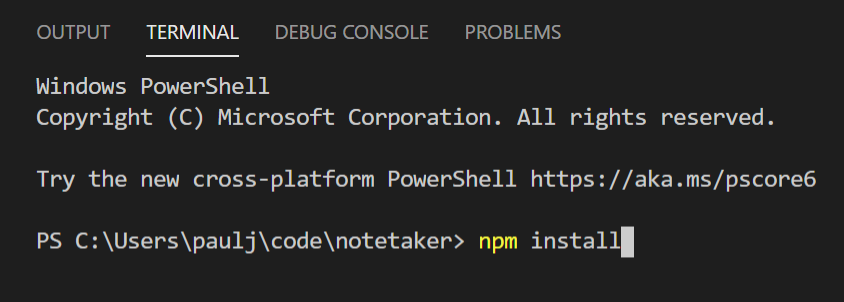 OUTPUT TERMINAL DEBUG CONSOLE PROBLEMS
Windows PowerShell
Copyright (C) Microsoft Corporation. All rights reserved.
Try the new cross-platform PowerShell https://aka.ms/pscore6
PS C:\Users\paulj\code\notetaker> npm install